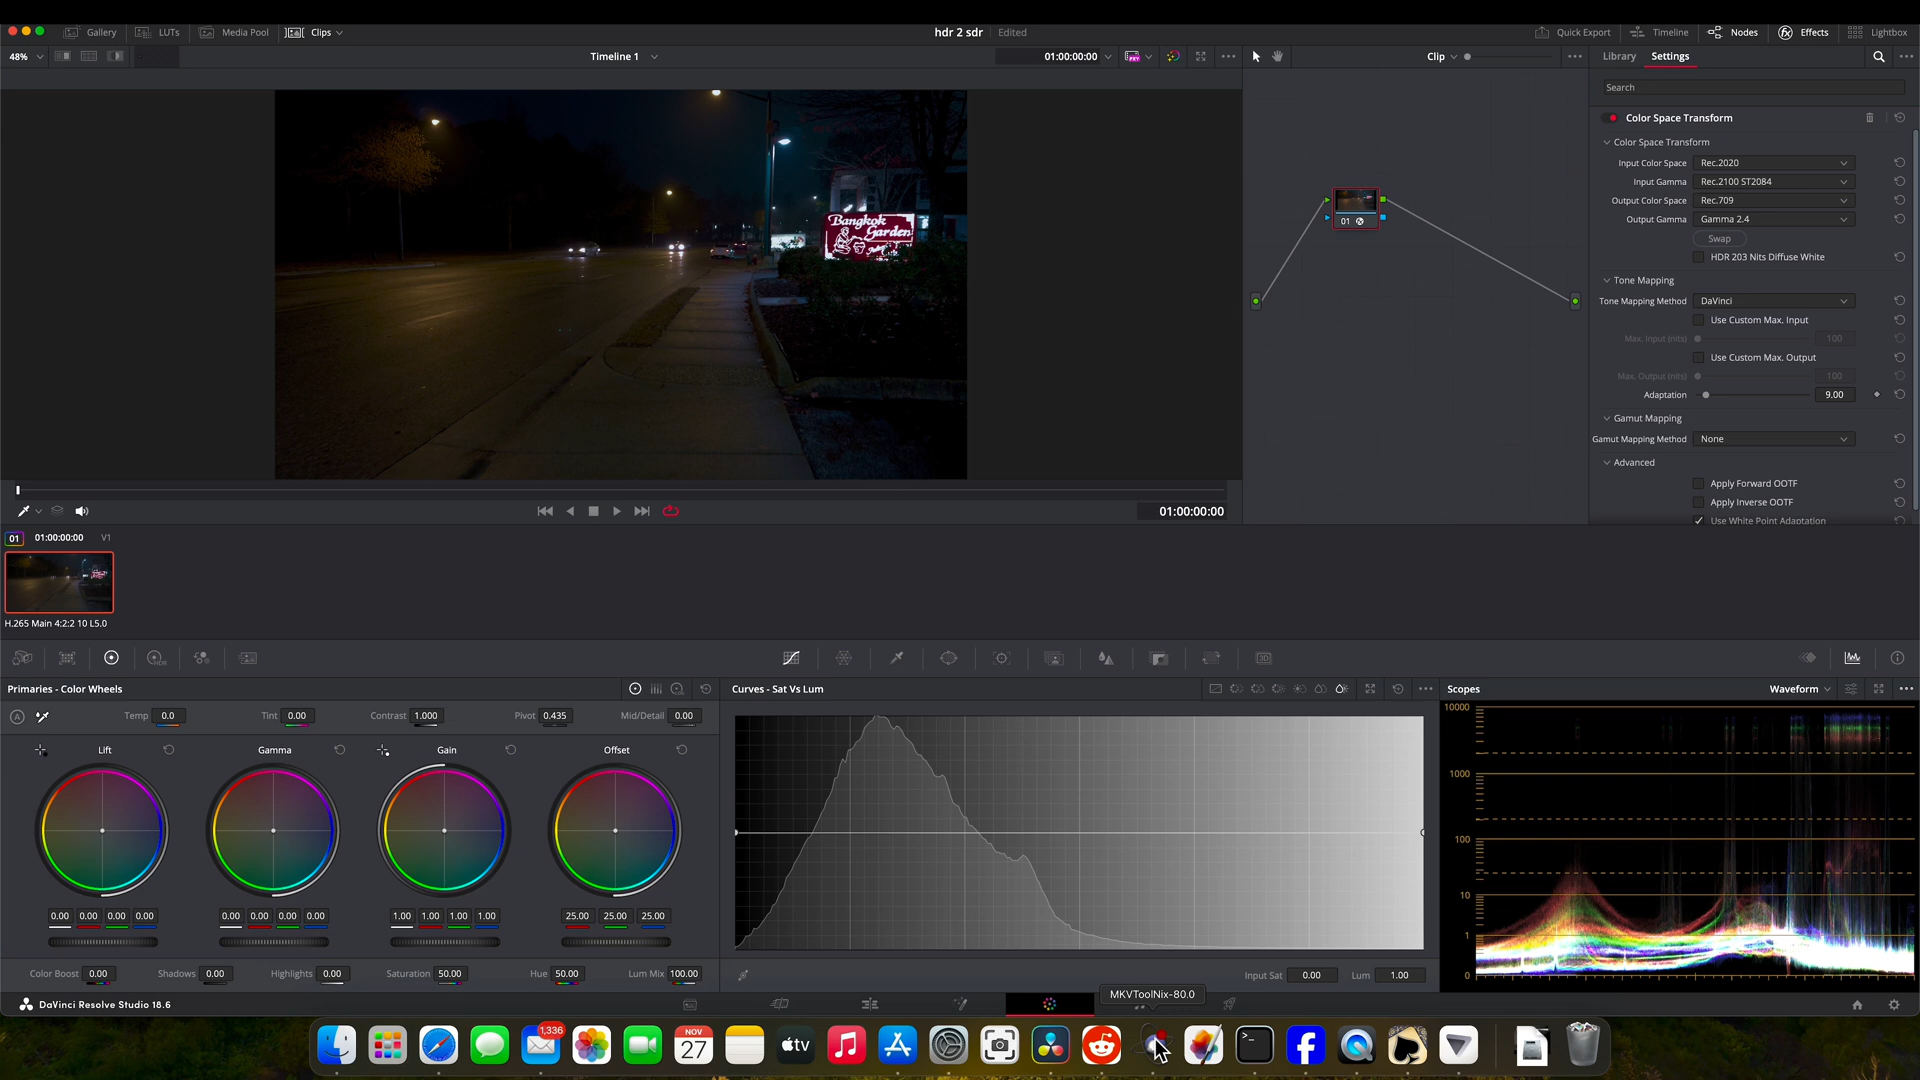 Gallery LUTs Media Pool Clips hdr 2 sdr Edited Quick Export Timeline Nodes fx Effects Lightbox
48% Timeline 1 01:00:00:00 Clip Library Settings
Search
Color Space Transform
Color Space Transform
Input Color Space Rec.2020
Input Gamma Rec.2100 ST2084
Output Color Space Rec.709
Output Gamma Gamma 2.4
Swap
HDR 203 Nits Diffuse White
Tone Mapping
Tone Mapping Method DaVinci
Use Custom Max. Input
Max. Input (nits) 100
Use Custom Max. Output
Max. Output (nits) 100
Adaptation 9.00
Gamut Mapping
Gamut Mapping Method None
Advanced
Apply Forward OOTF
Apply Inverse OOTF
Use White Point Adaptation
Bangkok
Garden
01
01:00:00:00
01 01:00:00:00 V1
H.265 Main 4:2:2 10 L5.0
Primaries - Color Wheels
Curves - Sat Vs Lum
Scopes Waveform
A Temp 0.0 Tint 0.00 Contrast 1.000 Pivot 0.435 Mid/Detail 0.00
Lift Gamma Gain Offset
0.00 0.00 0.00 0.00 0.00 0.00 0.00 0.00 1.00 1.00 1.00 1.00 25.00 25.00 25.00
Color Boost 0.00 Shadows 0.00 Highlights 0.00 Saturation 50.00 Hue 50.00 Lum Mix 100.00
Input Sat 0.00 Lum 1.00
10000
1000
100
10
1
0
MKVToolNix-80.0
DaVinci Resolve Studio 18.6
1,336
NOV
27
tv